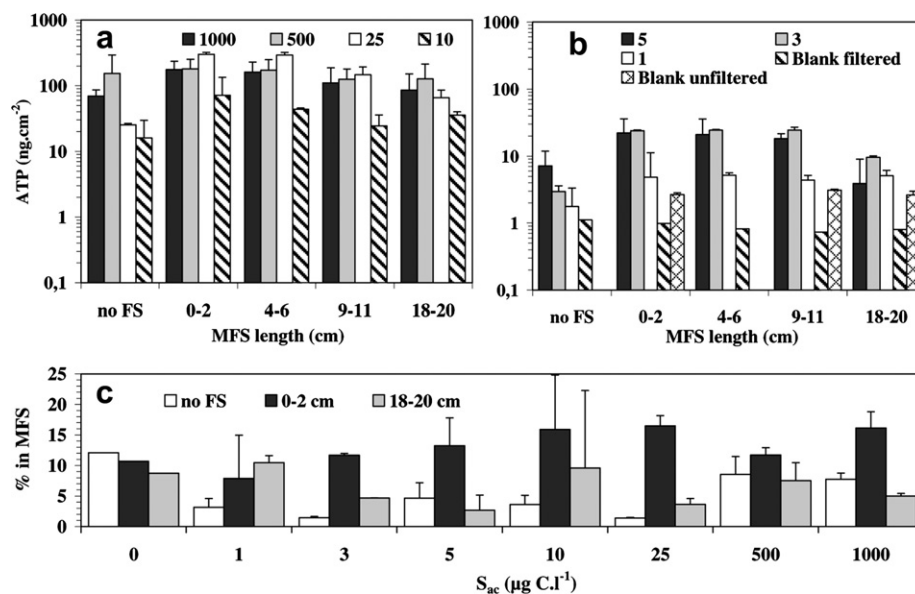 a
1000 500 25 10
1000
100
10
1
0,1
ATP (ng.cm-2)
no FS 0-2 4-6 9-11 18-20
MFS length (cm)
b
5 3
1 Blank filtered
Blank unfiltered
1000
100
10
1
0,1
no FS 0-2 4-6 9-11 18-20
MFS length (cm)
c
no FS 0-2 cm 18-20 cm
25
20
15
10
5
0
% in MFS
0 1 3 5 10 25 500 1000
Sac (µg C.l-1)